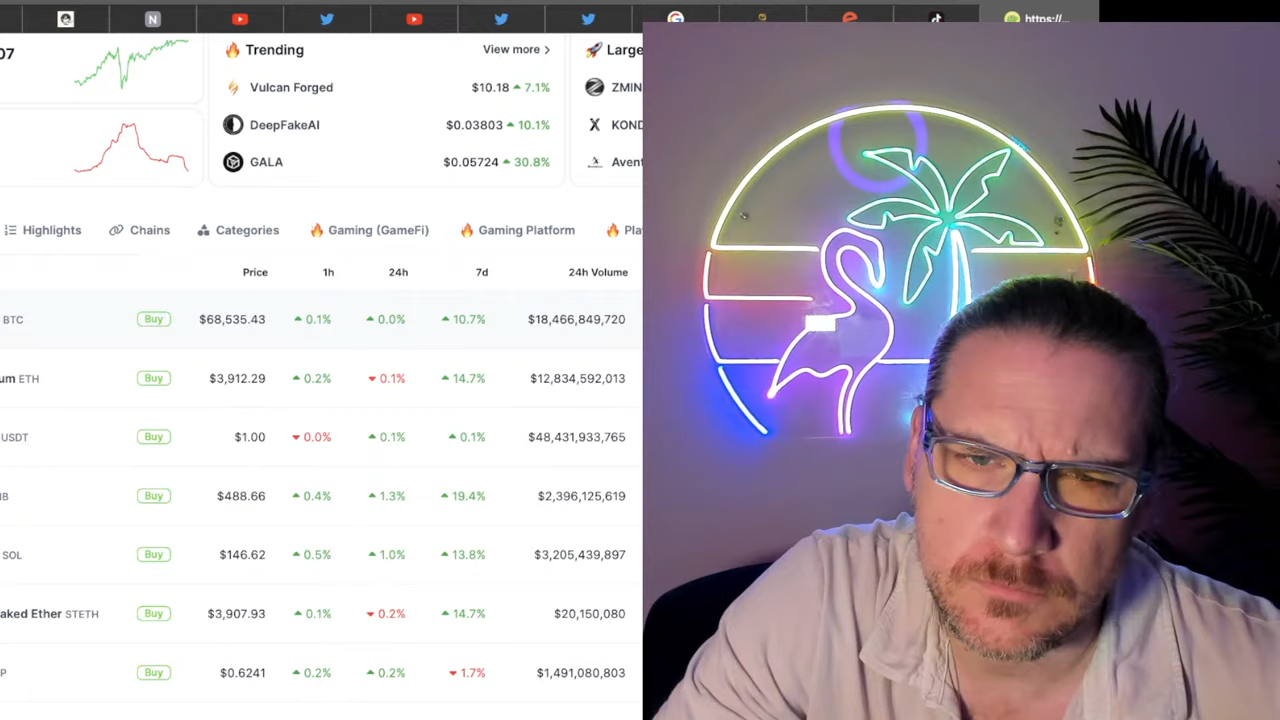 N
https://...
07
Trending
View more
Large
Vulcan Forged
$10.18 7.1%
ZMIN
DeepFakeAI
$0.03803 10.1%
KOND
GALA
$0.05724 30.8%
Avent
Highlights
Chains
Categories
Gaming (GameFi)
Gaming Platform
Pla
Price 1h 24h 7d 24h Volume
BTC Buy $68,535.43 0.1% 0.0% 10.7% $18,466,849,720
um ETH Buy $3,912.29 0.2% 0.1% 14.7% $12,834,592,013
USDT Buy $1.00 0.0% 0.1% 0.1% $48,431,933,765
IB Buy $488.66 0.4% 1.3% 19.4% $2,396,125,619
SOL Buy $146.62 0.5% 1.0% 13.8% $3,205,439,897
aked Ether STETH Buy $3,907.93 0.1% 0.2% 14.7% $20,150,080
P Buy $0.6241 0.2% 0.2% 1.7% $1,491,080,803